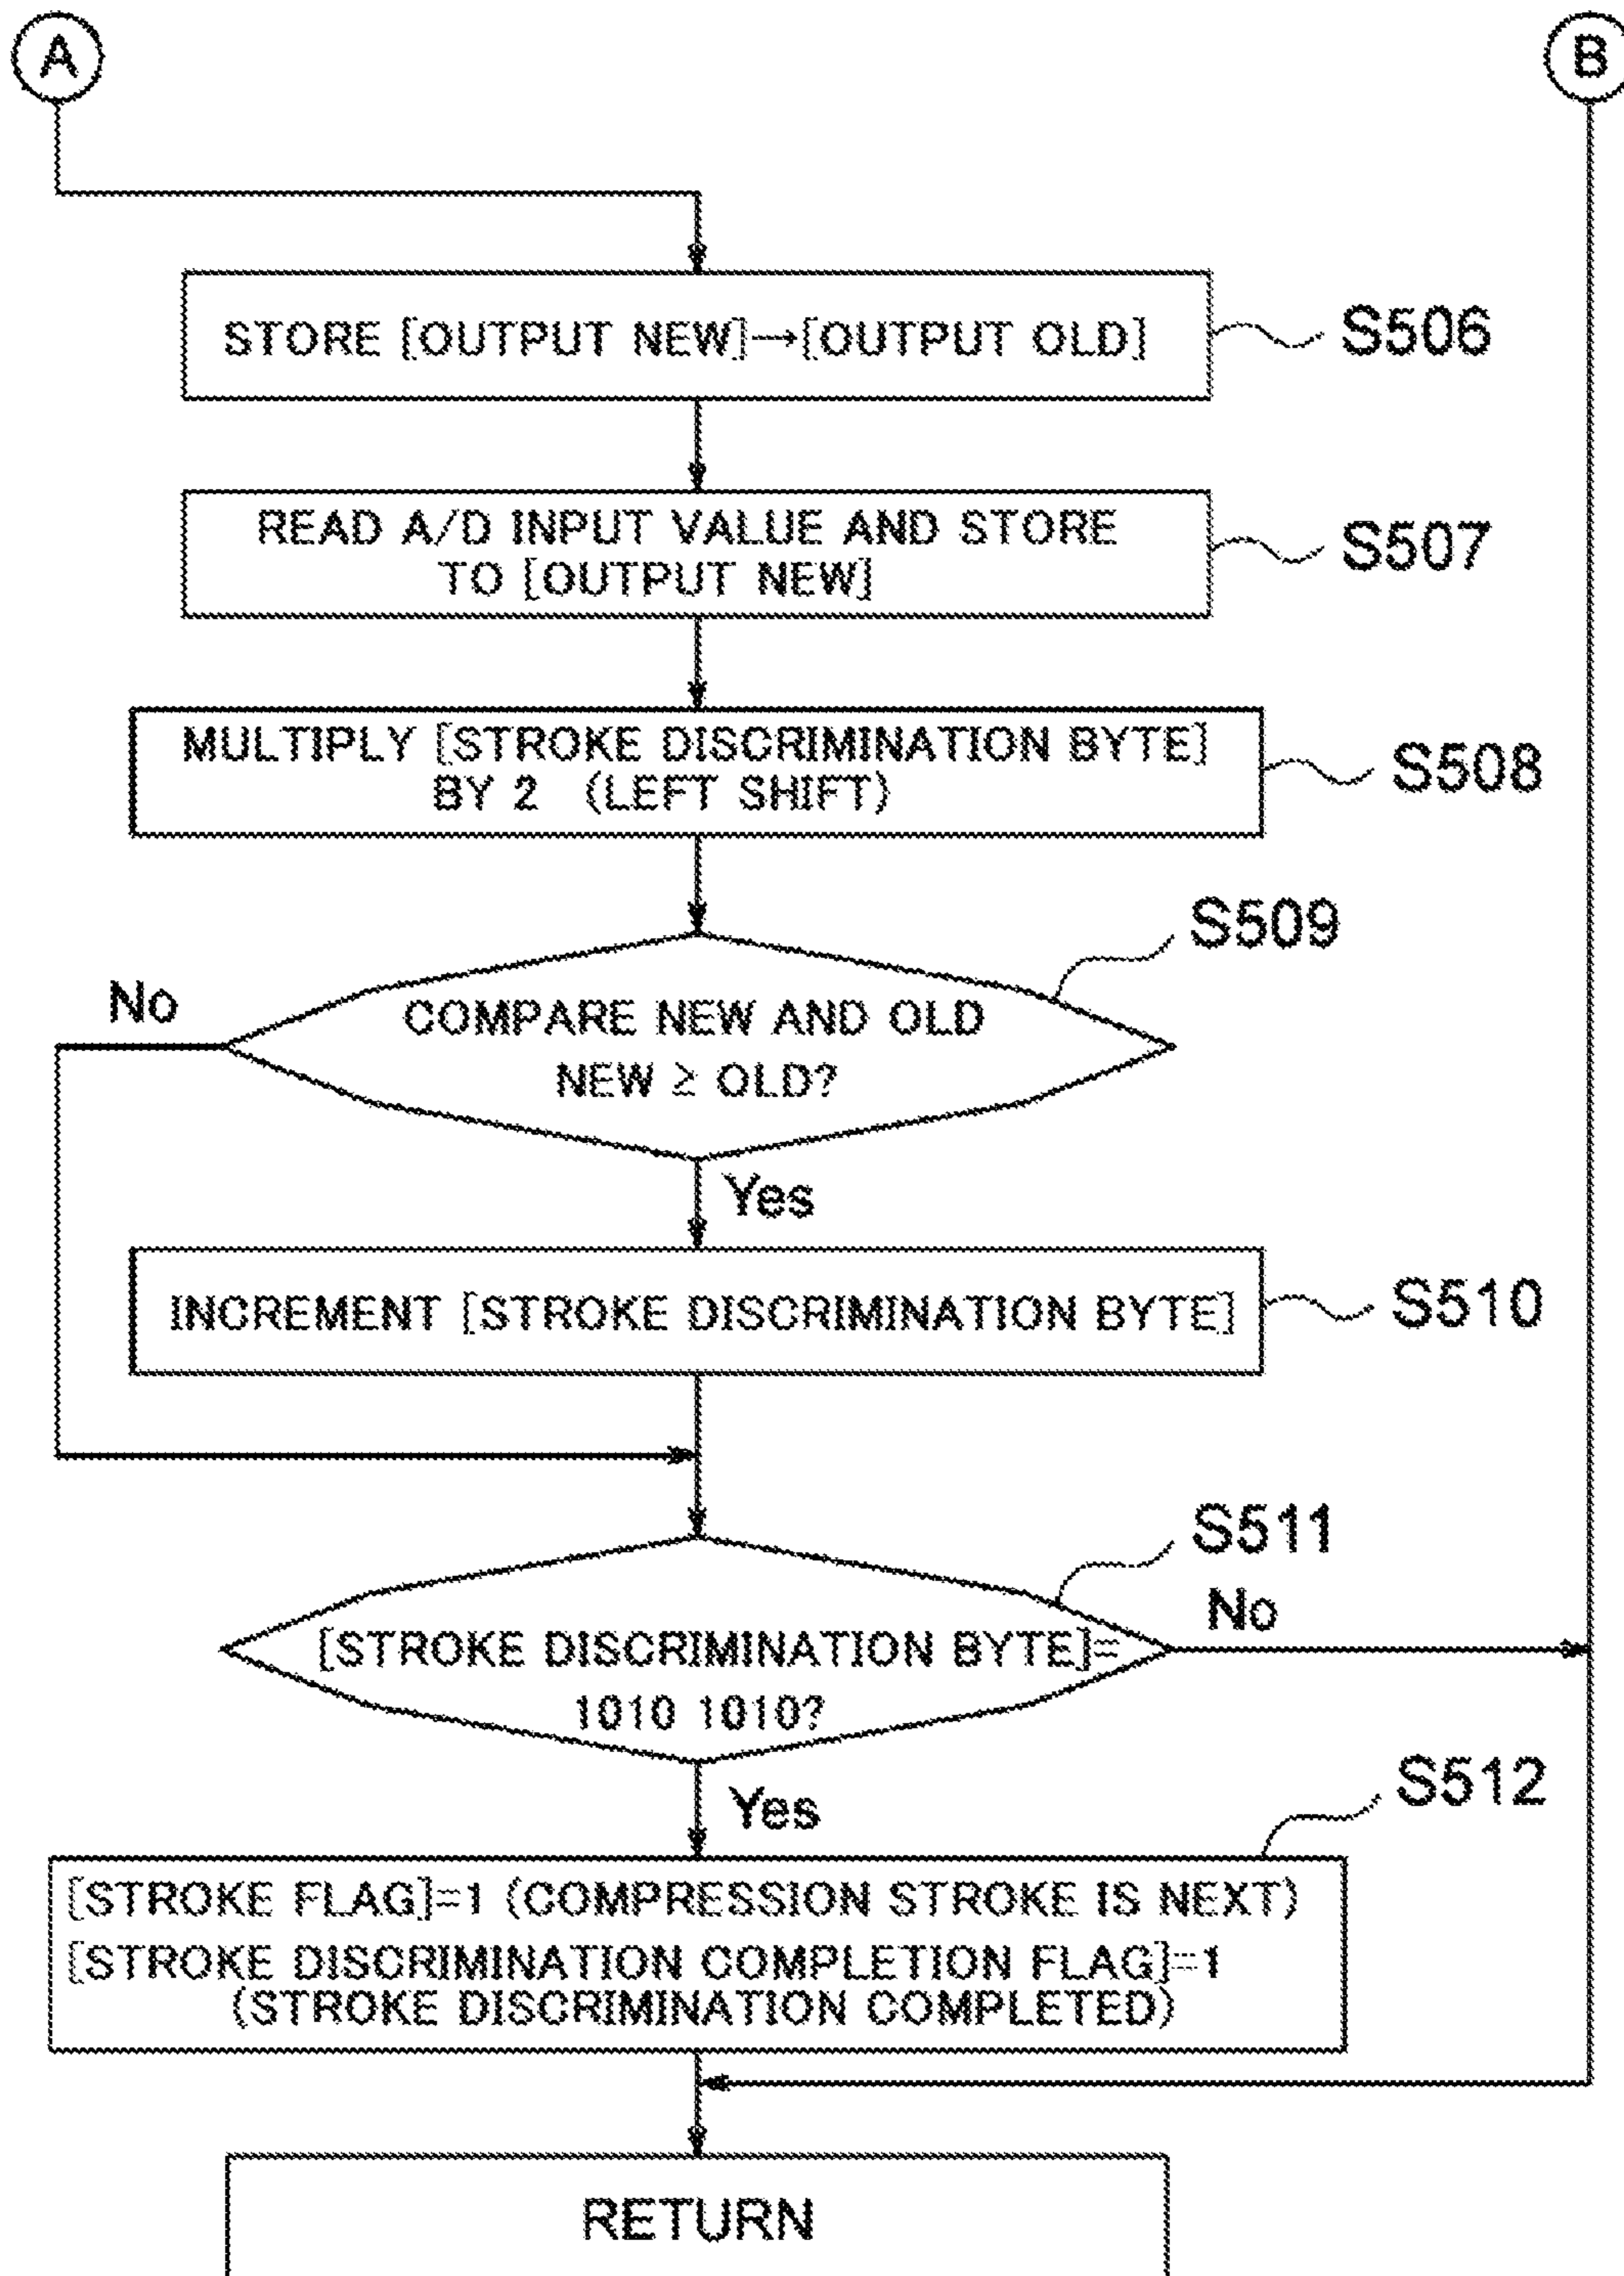 A
B
STORE [OUTPUT NEW]→[OUTPUT OLD]
S506
READ A/D INPUT VALUE AND STORE
TO [OUTPUT NEW]
S507
MULTIPLY [STROKE DISCRIMINATION BYTE]
BY 2 (LEFT SHIFT)
S508
S509
No
COMPARE NEW AND OLD
NEW ≥ OLD?
Yes
INCREMENT [STROKE DISCRIMINATION BYTE]
S510
S511
No
[STROKE DISCRIMINATION BYTE]=
1010 1010?
Yes
S512
[STROKE FLAG]=1 (COMPRESSION STROKE IS NEXT)
[STROKE DISCRIMINATION COMPLETION FLAG]=1
(STROKE DISCRIMINATION COMPLETED)
RETURN